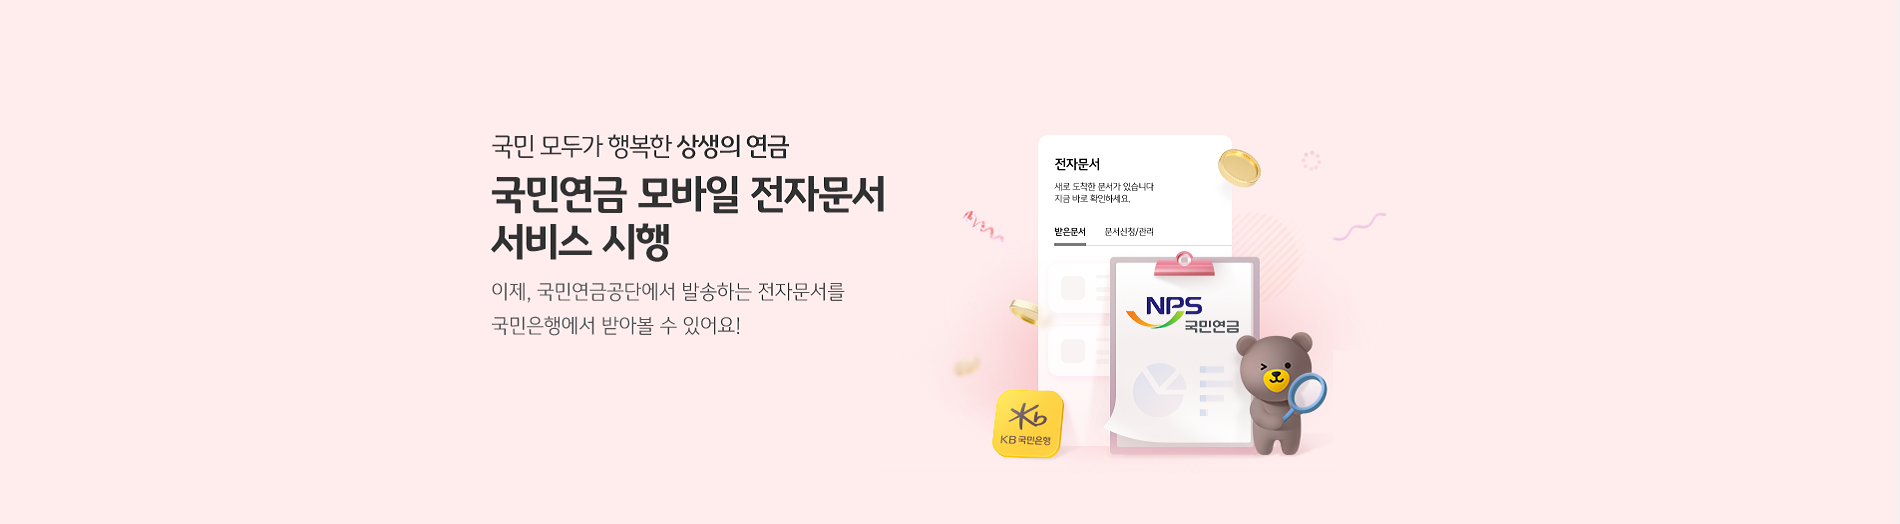 국민 모두가 행복한 상생의 연금
국민연금 모바일 전자문서
서비스 시행
이제, 국민연금공단에서 발송하는 전자문서를
국민은행에서 받아볼 수 있어요!
전자문서
새로 도착한 문서가 있습니다
지금 바로 확인하세요.
받은문서 문서신청/관리
NPS
국민연금
Kb
KB국민은행